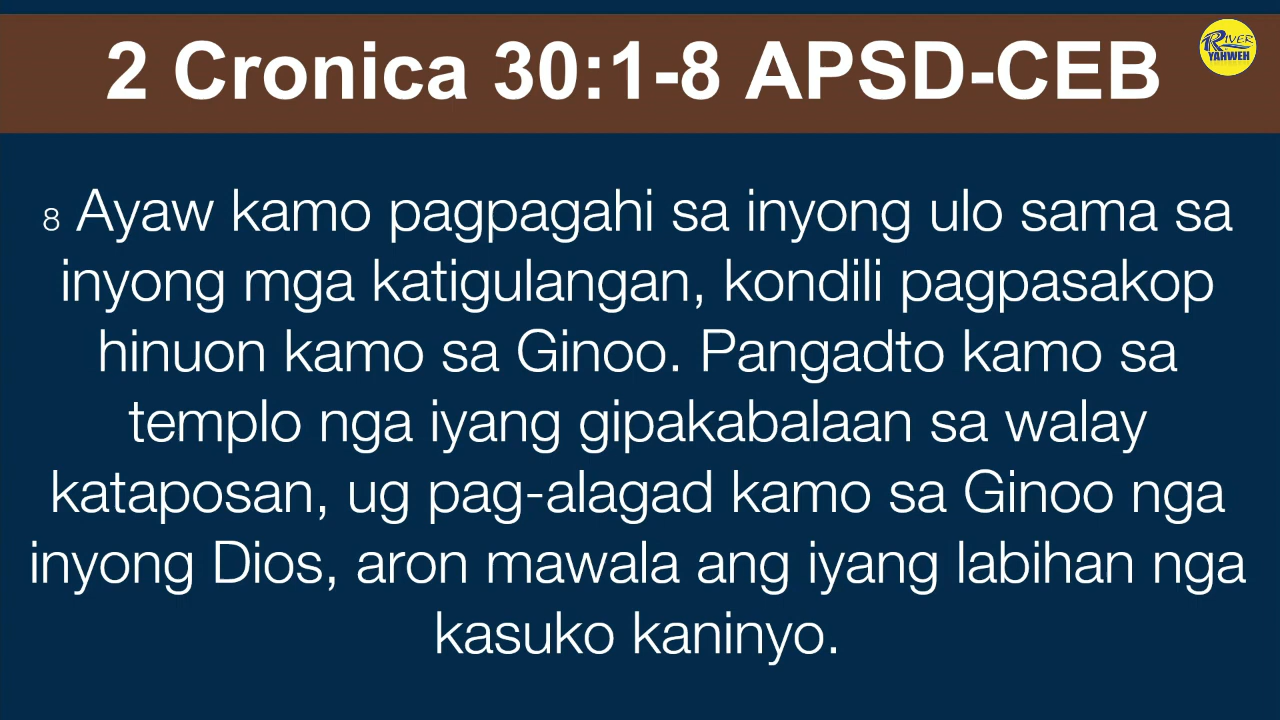 2 Cronica 30:1-8 APSD-CEB
RIVER
YAHWEH
8 Ayaw kamo pagpagahi sa inyong ulo sama sa
inyong mga katigulangan, kondili pagpasakop
hinuon kamo sa Ginoo. Pangadto kamo sa
templo nga iyang gipakabalaan sa walay
kataposan, ug pag-alagad kamo sa Ginoo nga
inyong Dios, aron mawala ang iyang labihan nga
kasuko kaninyo.